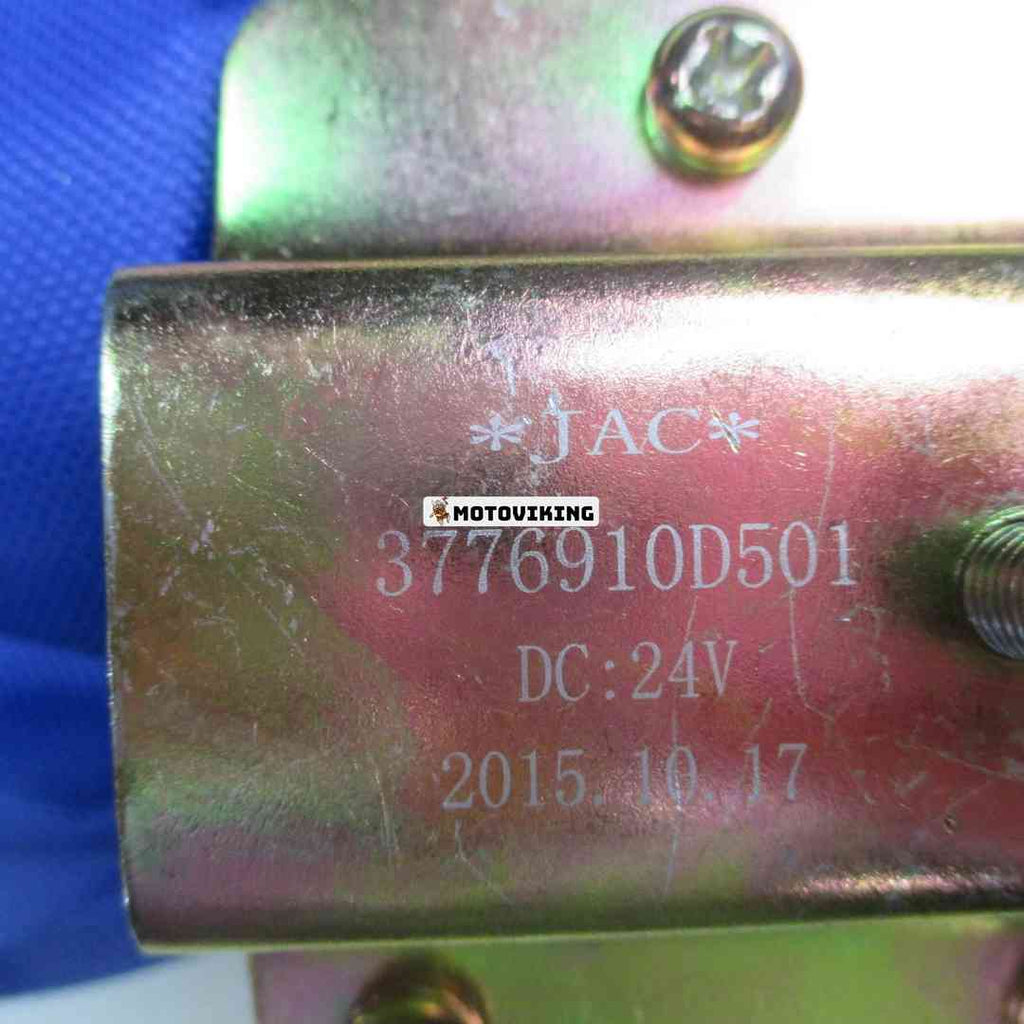 *JAC*
MOTOVIKING
3776910D501
DC:24V
2015.10.17